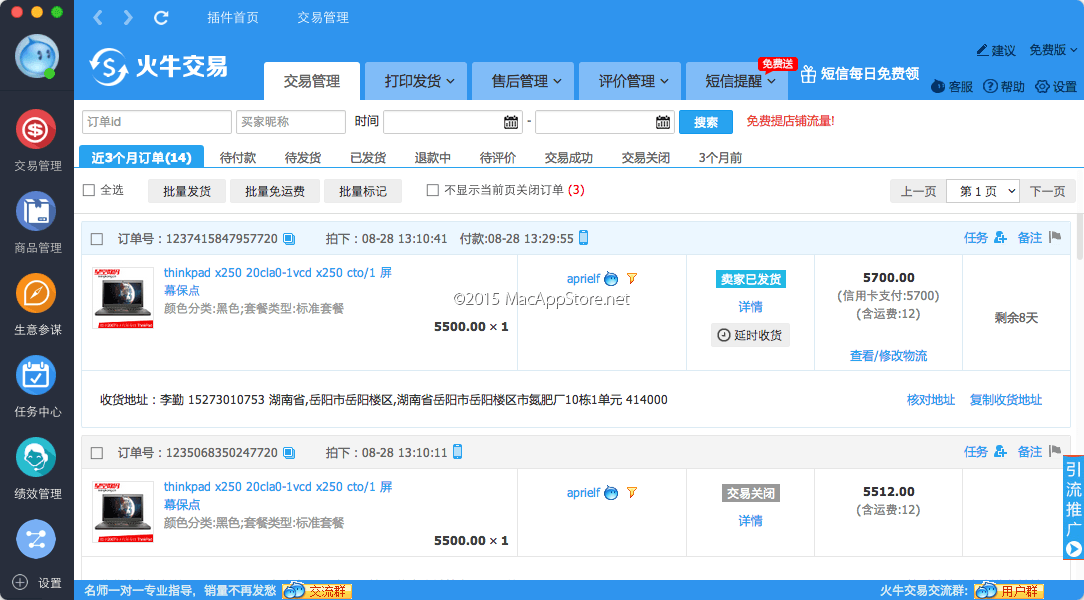 插件首页 交易管理
火牛交易
交易管理 打印发货 售后管理 评价管理 短信提醒 免费送
短信每日免费领
建议 免费版
客服 帮助 设置
订单id 买家昵称 时间 - 搜索 免费提店铺流量!
近3个月订单(14) 待付款 待发货 已发货 退款中 待评价 交易成功 交易关闭 3个月前
全选 批量发货 批量免运费 批量标记 不显示当前页关闭订单 (3) 上一页 第 1 页 下一页
订单号：1237415847957720 拍下：08-28 13:10:41 付款:08-28 13:29:55 任务 备注
thinkpad x250 20cla0-1vcd x250 cto/1 屏
幕保点
颜色分类:黑色;套餐类型:标准套餐
5500.00 × 1
aprielf
卖家已发货
详情
延时收货
5700.00
(信用卡支付:5700)
(含运费:12)
查看/修改物流
剩余8天
©2015 MacAppStore.net
收货地址：李勤 15273010753 湖南省,岳阳市岳阳楼区,湖南省岳阳市岳阳楼区市氮肥厂10栋1单元 414000 核对地址 复制收货地址
订单号：1235068350247720 拍下：08-28 13:10:11 任务 备注
thinkpad x250 20cla0-1vcd x250 cto/1 屏
幕保点
颜色分类:黑色;套餐类型:标准套餐
5500.00 × 1
aprielf
交易关闭
详情
5512.00
(含运费:12)
引流推广
交易管理
商品管理
生意参谋
任务中心
绩效管理
设置
名师一对一专业指导，销量不再发愁 交流群 火牛交易交流群: 用户群